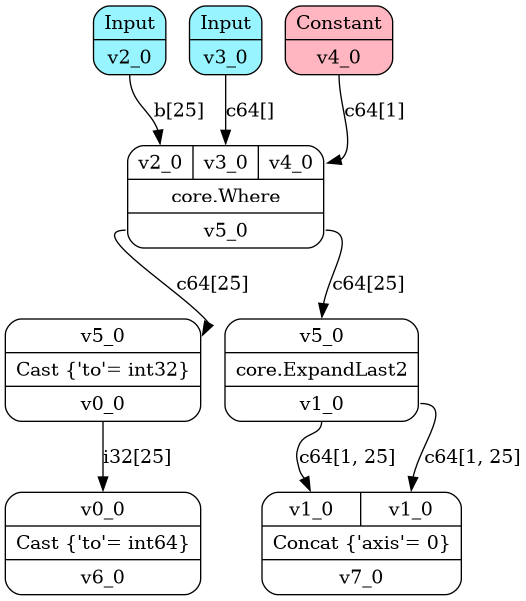 Input
v2_0
Input
v3_0
Constant
v4_0
b[25]
c64[]
c64[1]
v2_0 v3_0 v4_0
core.Where
v5_0
c64[25]
c64[25]
v5_0
Cast {'to'= int32}
v0_0
v5_0
core.ExpandLast2
v1_0
i32[25]
c64[1, 25]
c64[1, 25]
v0_0
Cast {'to'= int64}
v6_0
v1_0 v1_0
Concat {'axis'= 0}
v7_0